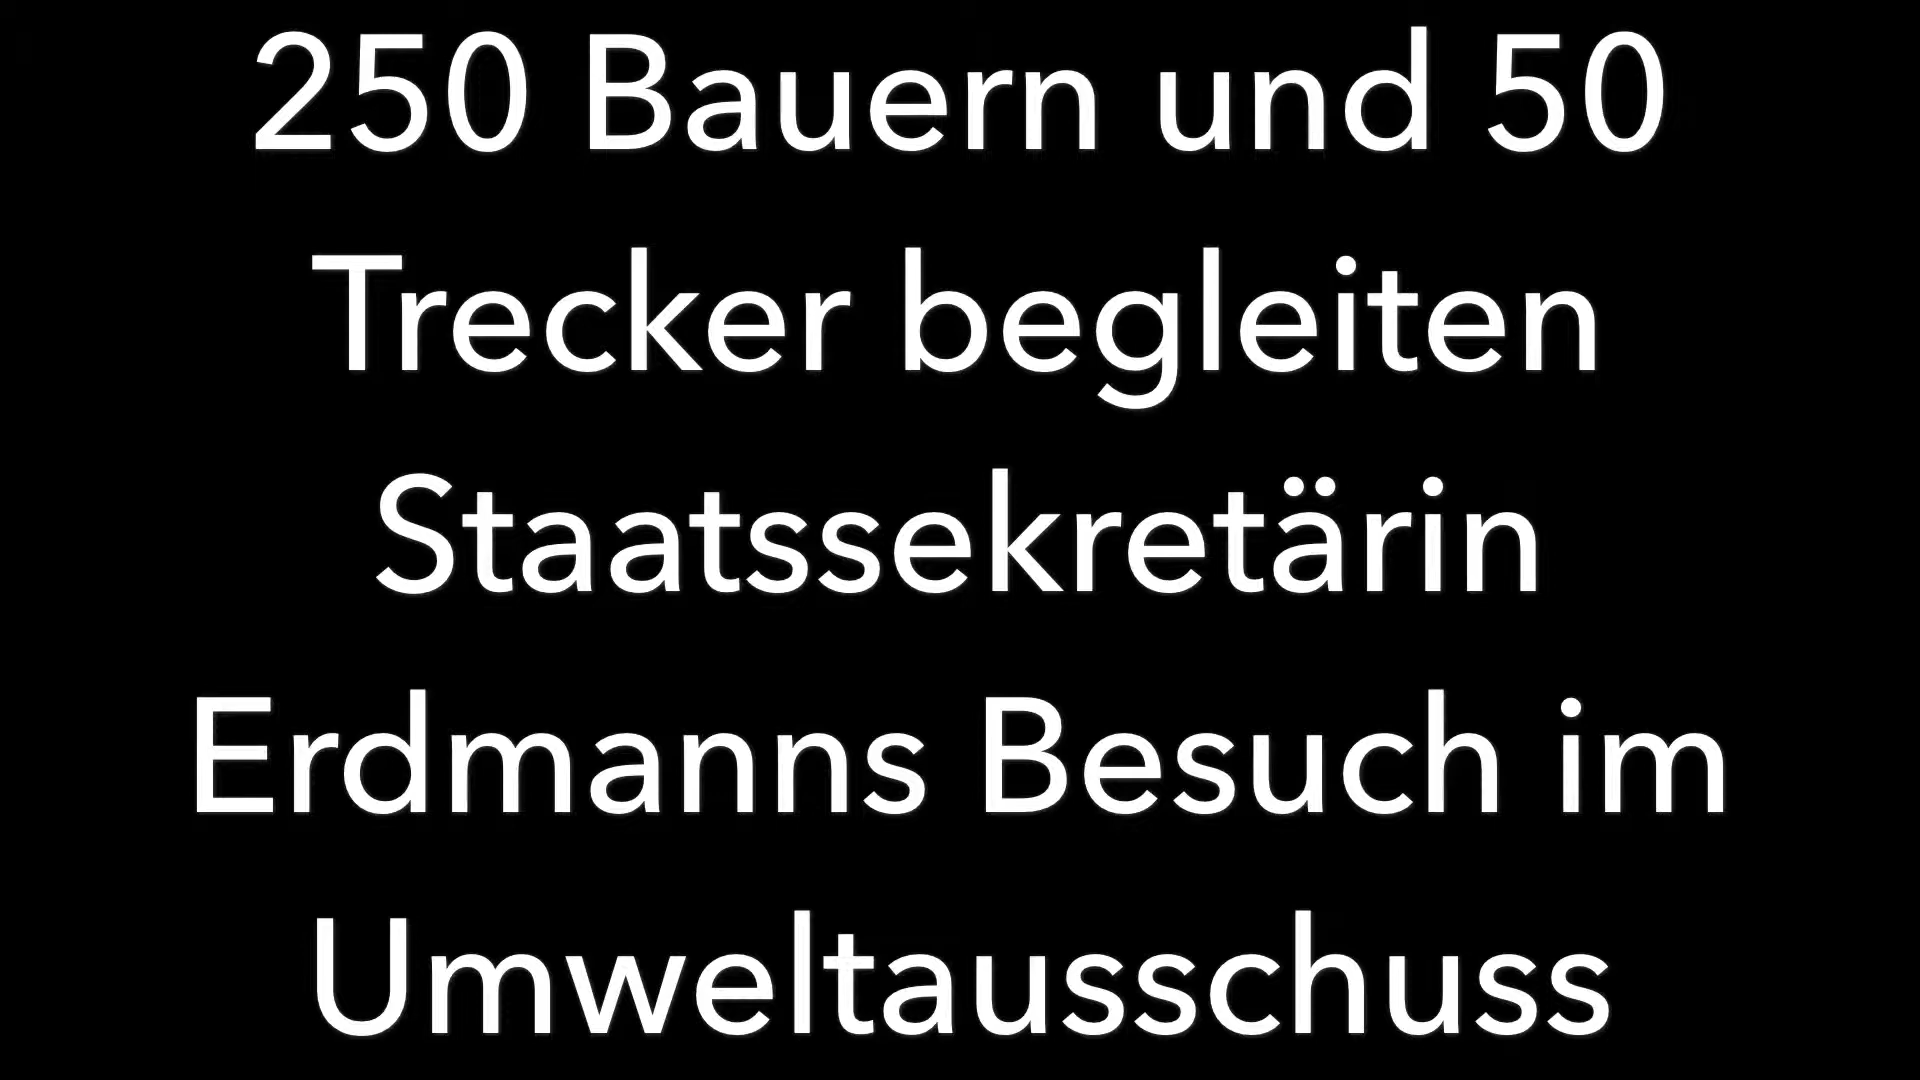 250 Bauern und 50
Trecker begleiten
Staatssekretärin
Erdmanns Besuch im
Umweltausschuss